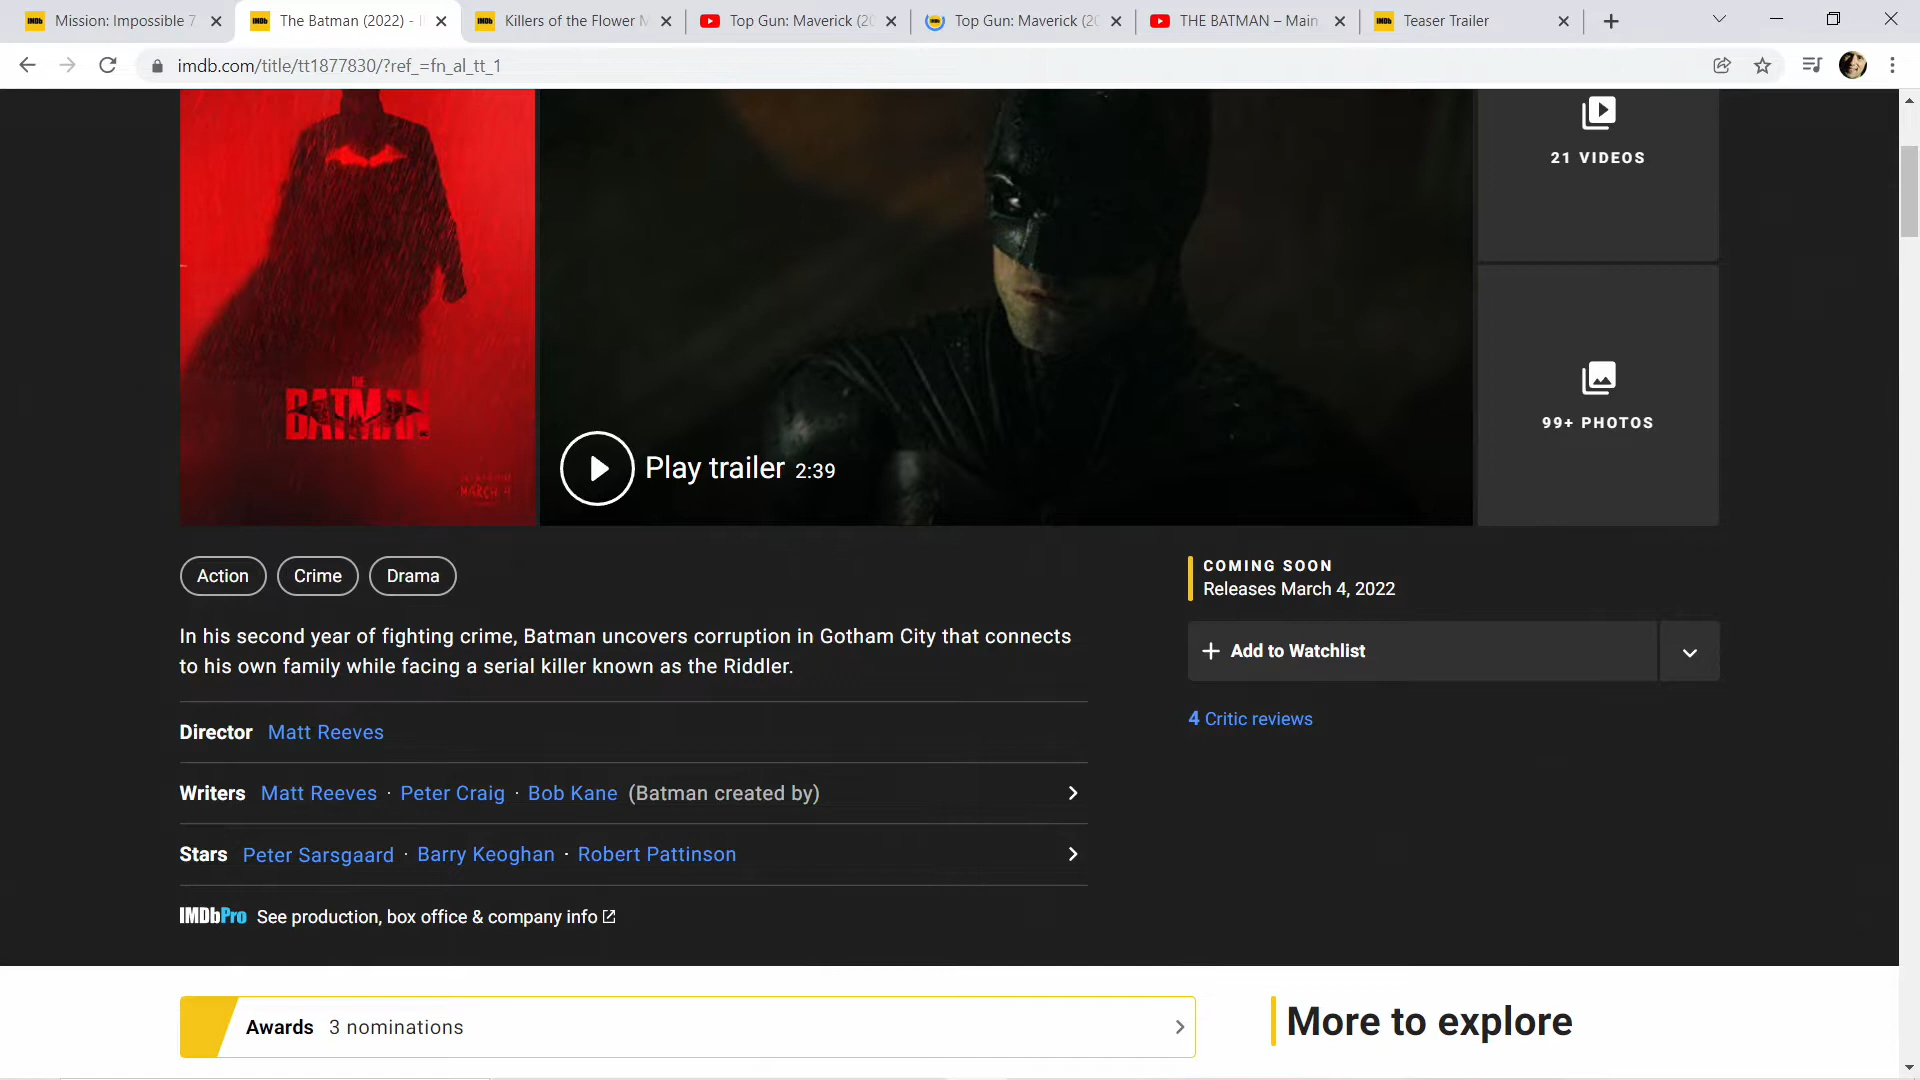 Mission: Impossible 7
The Batman (2022) - I
Killers of the Flower M
Top Gun: Maverick (20
Top Gun: Maverick (20
THE BATMAN – Main
Teaser Trailer
imdb.com/title/tt1877830/?ref_=fn_al_tt_1
THE
BATMAN
MARCH 4
Play trailer 2:39
21 VIDEOS
99+ PHOTOS
Action
Crime
Drama
In his second year of fighting crime, Batman uncovers corruption in Gotham City that connects
to his own family while facing a serial killer known as the Riddler.
Director Matt Reeves
Writers Matt Reeves · Peter Craig · Bob Kane (Batman created by)
Stars Peter Sarsgaard · Barry Keoghan · Robert Pattinson
IMDbPro See production, box office & company info
COMING SOON
Releases March 4, 2022
Add to Watchlist
4 Critic reviews
Awards 3 nominations
More to explore